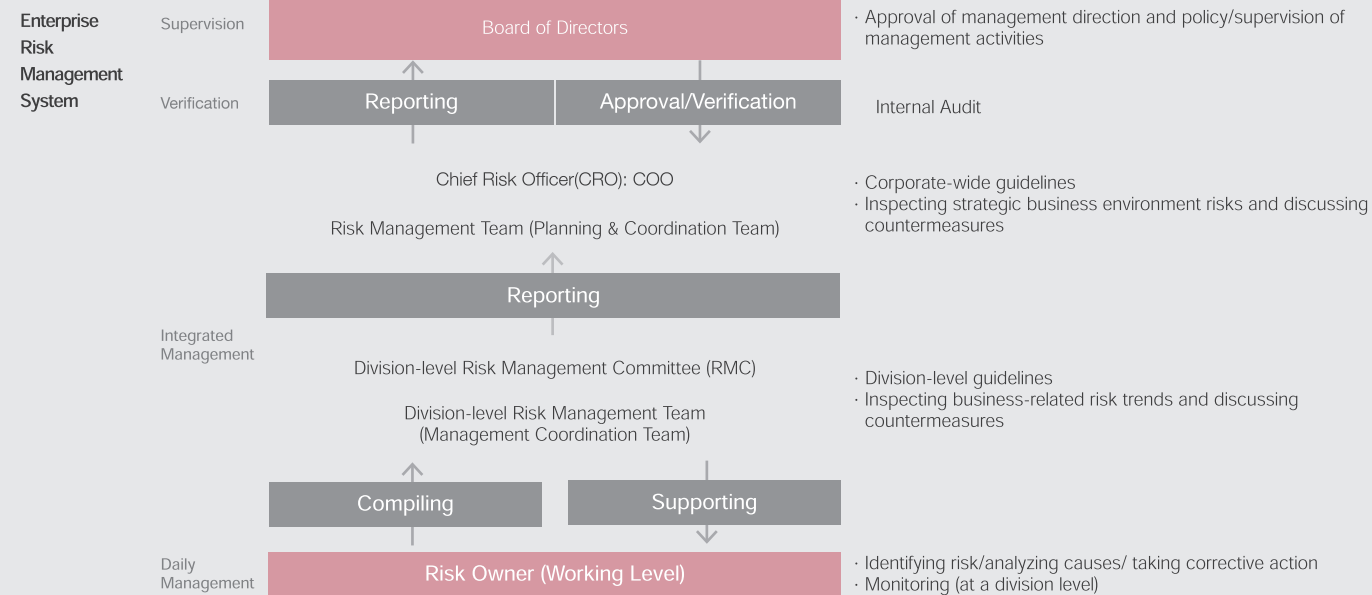 Enterprise
Risk
Management
System
Supervision
Board of Directors
· Approval of management direction and policy/supervision of
management activities
Verification
Reporting
Approval/Verification
Internal Audit
Chief Risk Officer(CRO): COO
Risk Management Team (Planning & Coordination Team)
· Corporate-wide guidelines
· Inspecting strategic business environment risks and discussing
countermeasures
Reporting
Integrated
Management
Division-level Risk Management Committee (RMC)
Division-level Risk Management Team
(Management Coordination Team)
· Division-level guidelines
· Inspecting business-related risk trends and discussing
countermeasures
Compiling
Supporting
Daily
Management
Risk Owner (Working Level)
· Identifying risk/analyzing causes/ taking corrective action
· Monitoring (at a division level)